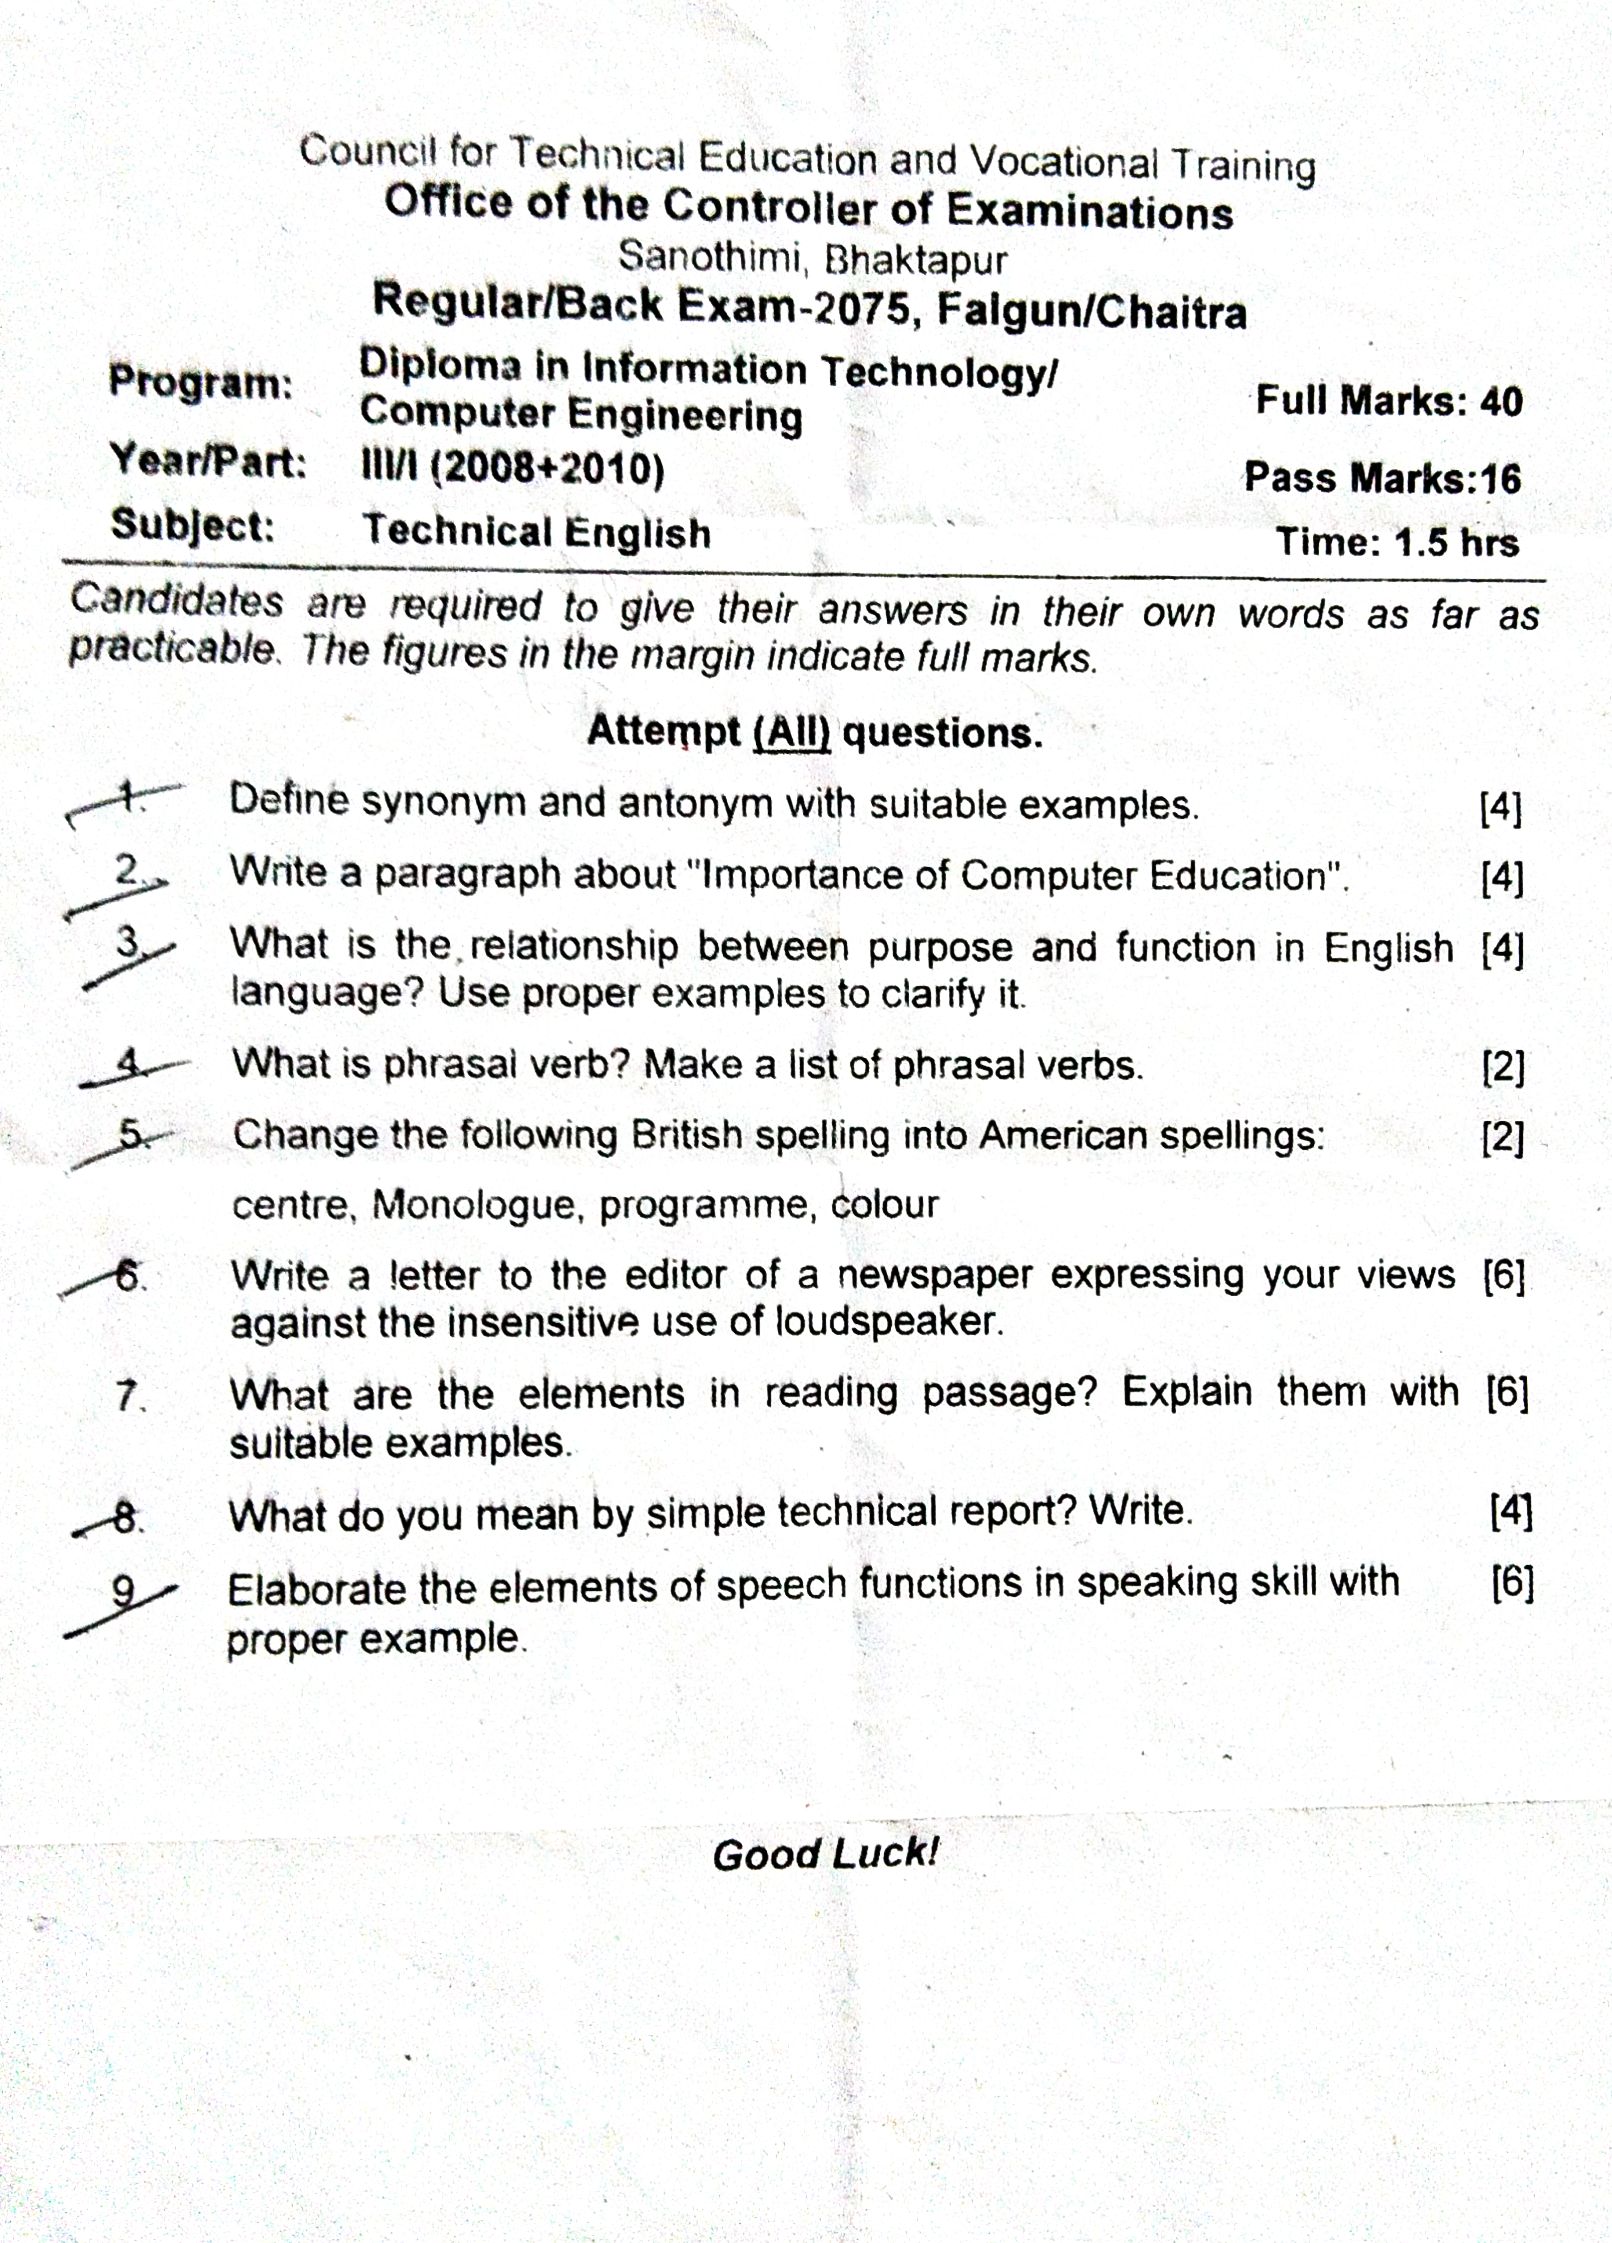 Council for Technical Education and Vocational Training
Office of the Controller of Examinations
Sanothimi, Bhaktapur
Regular/Back Exam-2075, Falgun/Chaitra
Program: Diploma in Information Technology/
Computer Engineering
Full Marks: 40
Year/Part: III/I (2008+2010)
Pass Marks:16
Subject: Technical English
Time: 1.5 hrs
Candidates are required to give their answers in their own words as far as
practicable. The figures in the margin indicate full marks.
Attempt (All) questions.
1. Define synonym and antonym with suitable examples. [4]
2. Write a paragraph about "Importance of Computer Education". [4]
3. What is the relationship between purpose and function in English [4]
language? Use proper examples to clarify it.
4. What is phrasal verb? Make a list of phrasal verbs. [2]
5. Change the following British spelling into American spellings: [2]
centre, Monologue, programme, colour
6. Write a letter to the editor of a newspaper expressing your views [6]
against the insensitive use of loudspeaker.
7. What are the elements in reading passage? Explain them with [6]
suitable examples.
8. What do you mean by simple technical report? Write. [4]
9. Elaborate the elements of speech functions in speaking skill with [6]
proper example.
Good Luck!